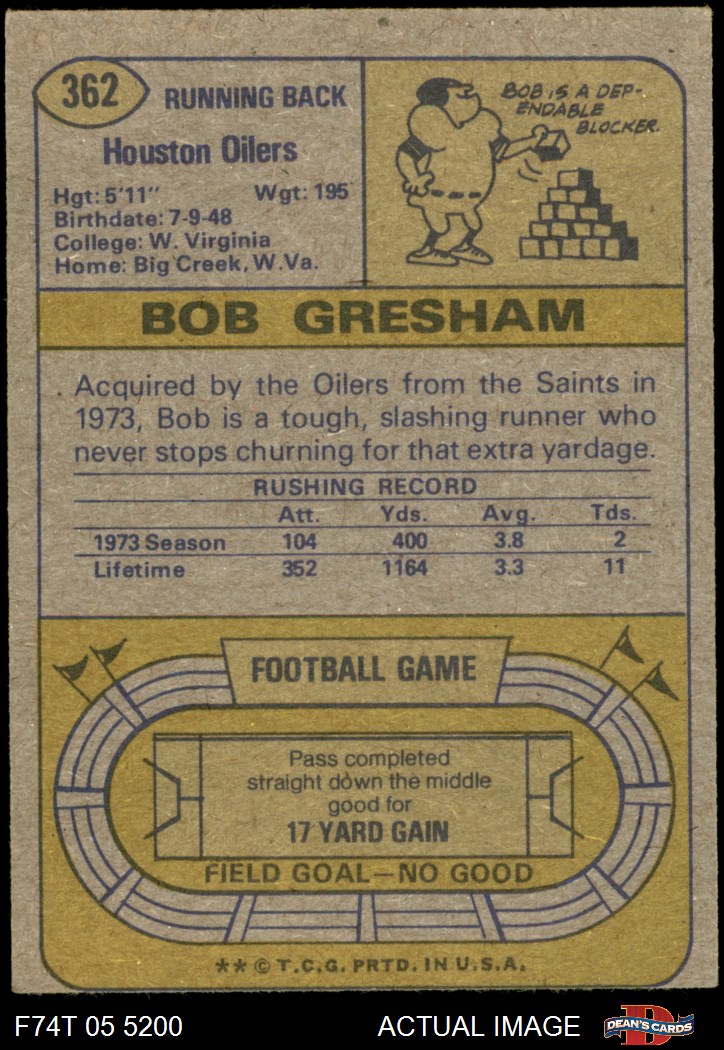 362
RUNNING BACK
Houston Oilers
Hgt: 5'11" Wgt: 195
Birthdate: 7-9-48
College: W. Virginia
Home: Big Creek, W.Va.
BOB IS A DEP-
ENDABLE
BLOCKER.
BOB GRESHAM
Acquired by the Oilers from the Saints in
1973, Bob is a tough, slashing runner who
never stops churning for that extra yardage.
RUSHING RECORD
Att. Yds. Avg. Tds.
1973 Season 104 400 3.8 2
Lifetime 352 1164 3.3 11
FOOTBALL GAME
Pass completed
straight down the middle
good for
17 YARD GAIN
FIELD GOAL—NO GOOD
** © T.C.G. PRTD. IN U.S.A.
F74T 05 5200 ACTUAL IMAGE
D
DEAN'S CARDS